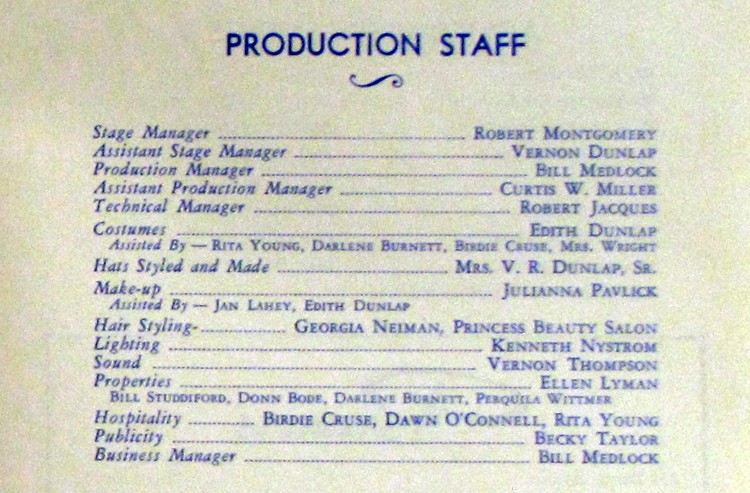 PRODUCTION STAFF
Stage Manager ........ ROBERT MONTGOMERY
Assistant Stage Manager ........ VERNON DUNLAP
Production Manager ........ BILL MEDLOCK
Assistant Production Manager ........ CURTIS W. MILLER
Technical Manager ........ ROBERT JACQUES
Costumes ........ EDITH DUNLAP
Assisted By — RITA YOUNG, DARLENE BURNETT, BIRDIE CRUSE, MRS. WRIGHT
Hats Styled and Made ........ MRS. V. R. DUNLAP, SR.
Make-up ........ JULIANNA PAVLICK
Assisted By — JAN LAHEY, EDITH DUNLAP
Hair Styling- ........ GEORGIA NEIMAN, PRINCESS BEAUTY SALON
Lighting ........ KENNETH NYSTROM
Sound ........ VERNON THOMPSON
Properties ........ ELLEN LYMAN
BILL STUDDIFORD, DONN BODE, DARLENE BURNETT, PERQUILA WITTMER
Hospitality ........ BIRDIE CRUSE, DAWN O'CONNELL, RITA YOUNG
Publicity ........ BECKY TAYLOR
Business Manager ........ BILL MEDLOCK